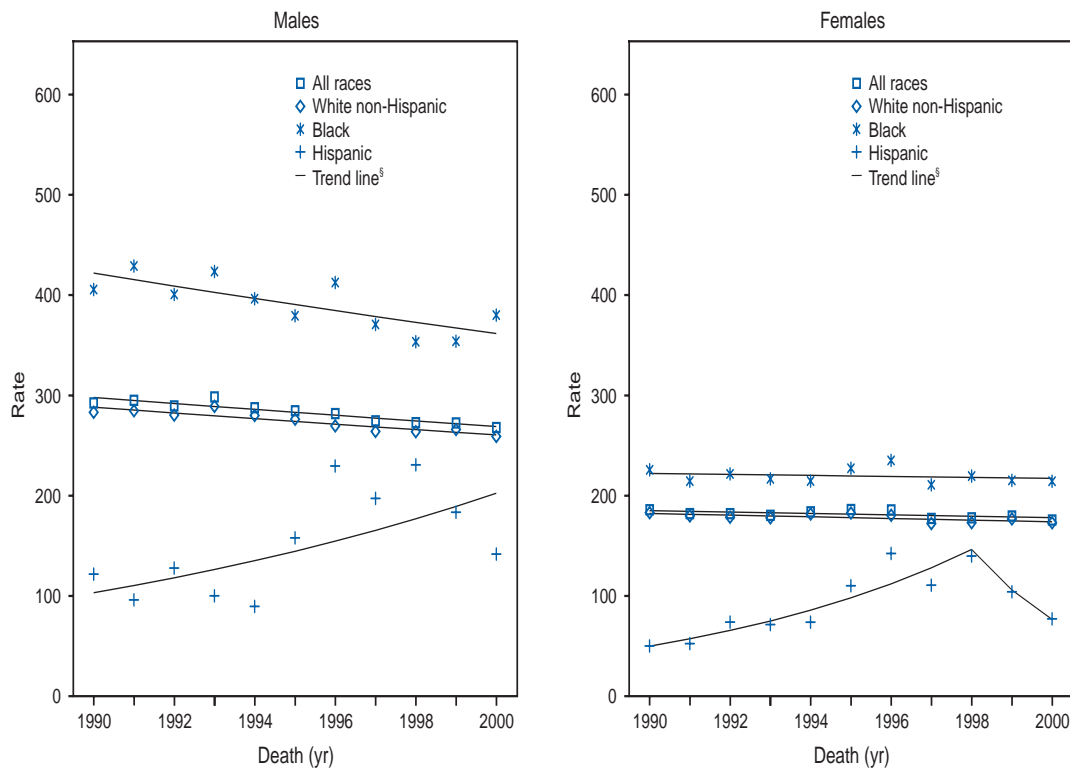 Males
All races
White non-Hispanic
Black
Hispanic
Trend line§
600
500
400
300
200
100
0
Rate
1990
1992
1994
1996
1998
2000
Death (yr)
Females
All races
White non-Hispanic
Black
Hispanic
Trend line§
600
500
400
300
200
100
0
Rate
1990
1992
1994
1996
1998
2000
Death (yr)